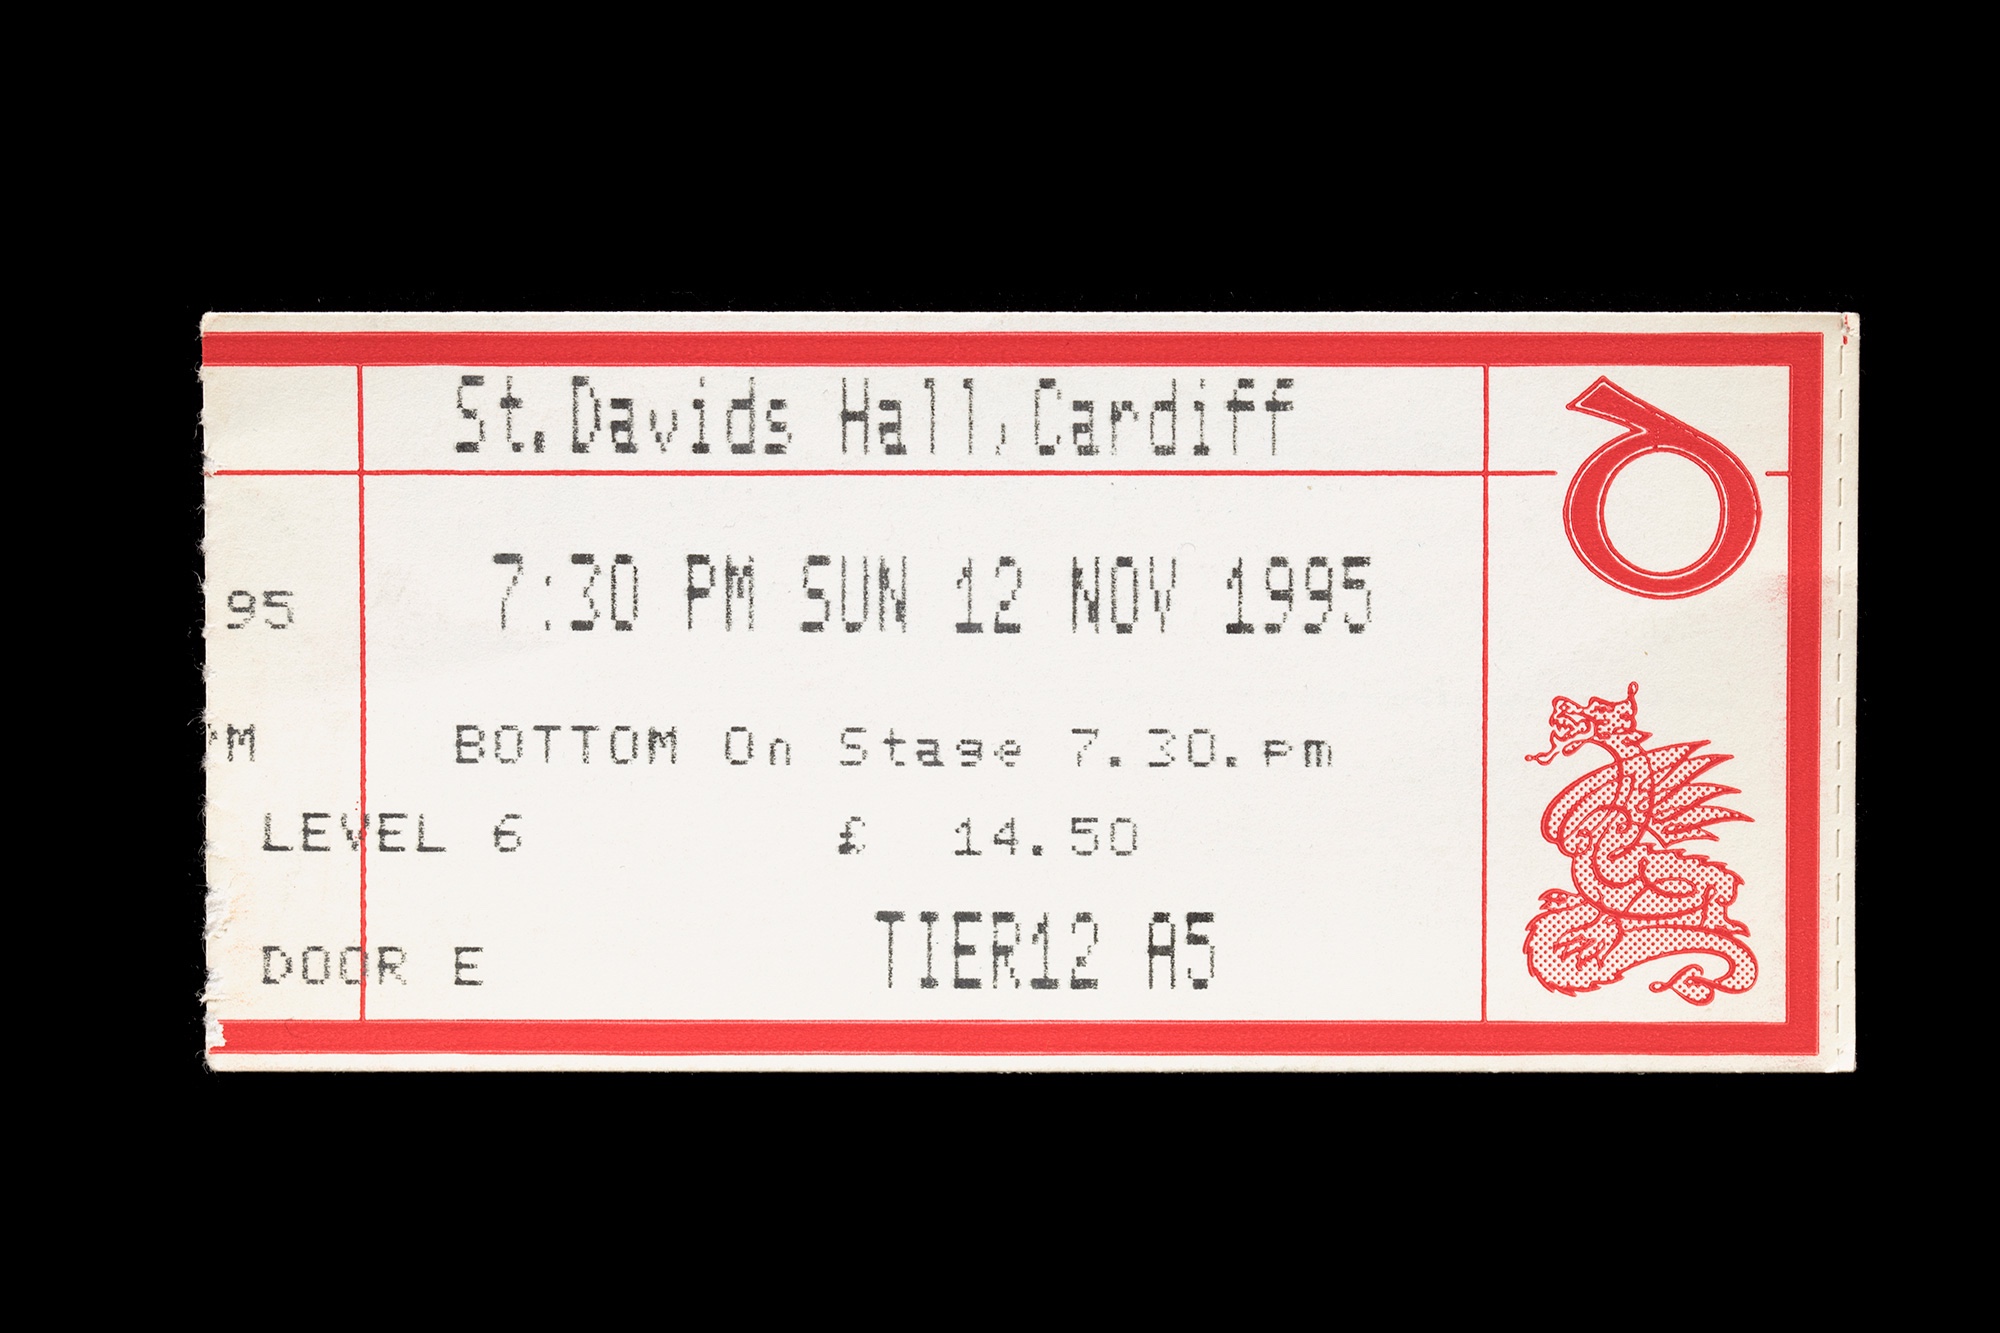 St.Davids Hall,Cardiff
95 7:30 PM SUN 12 NOV 1995
M BOTTOM On Stage 7.30.pm
LEVEL 6 £ 14.50
DOOR E TIER12 A5